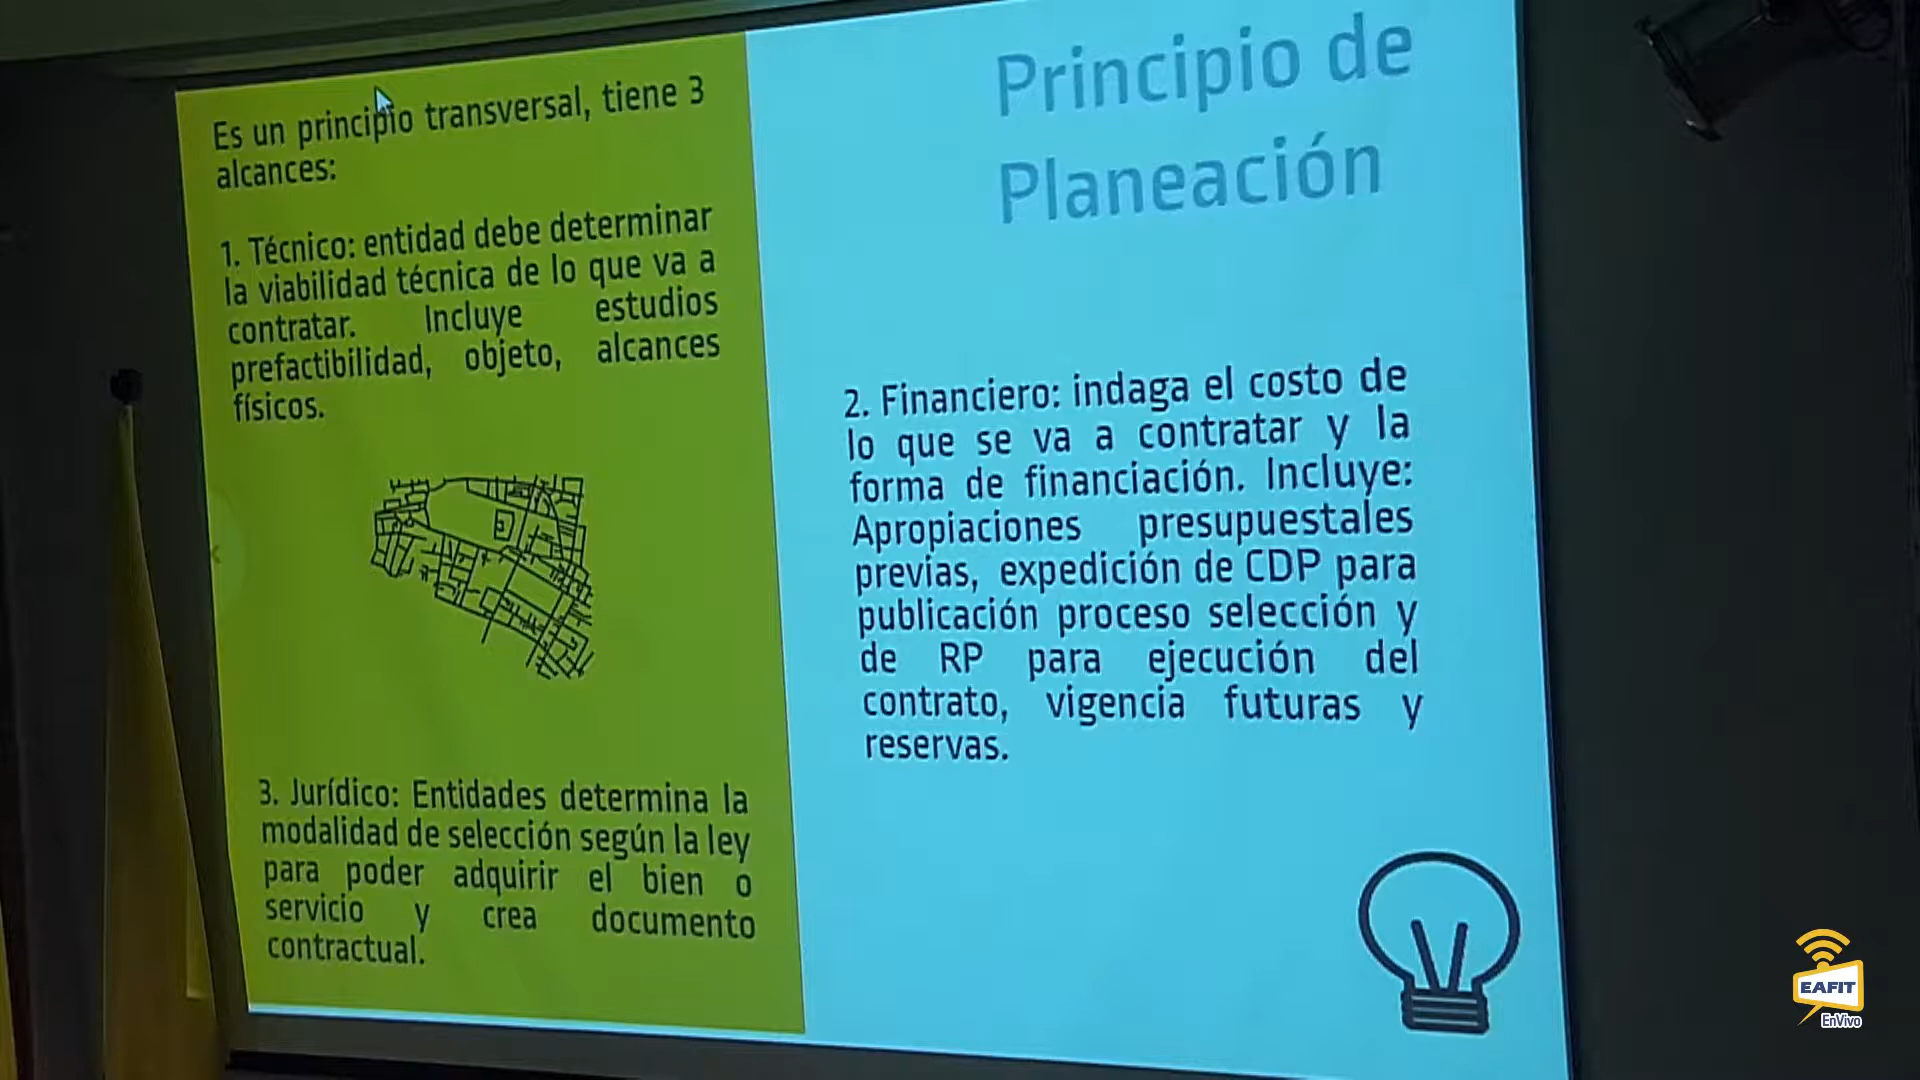 Principio de
Planeación
Es un principio transversal, tiene 3
alcances:
1. Técnico: entidad debe determinar
la viabilidad técnica de lo que va a
contratar. Incluye estudios
prefactibilidad, objeto, alcances
físicos.
2. Financiero: indaga el costo de
lo que se va a contratar y la
forma de financiación. Incluye:
Apropiaciones presupuestales
previas, expedición de CDP para
publicación proceso selección y
de RP para ejecución del
contrato, vigencia futuras y
reservas.
3. Jurídico: Entidades determina la
modalidad de selección según la ley
para poder adquirir el bien o
servicio y crea documento
contractual.
EAFIT
EnVivo